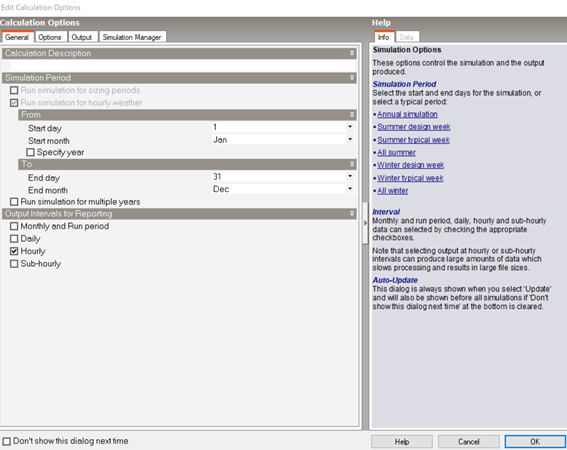 Edit Calculation Options
Calculation Options
General Options Output Simulation Manager
Calculation Description
Simulation Period
Run simulation for sizing periods
Run simulation for hourly weather
From
Start day 1
Start month Jan
Specify year
To
End day 31
End month Dec
Run simulation for multiple years
Output Intervals for Reporting
Monthly and Run period
Daily
Hourly
Sub-hourly
Don't show this dialog next time
Help
Info Data
Simulation Options
These options control the simulation and the output
produced.
Simulation Period
Select the start and end days for the simulation, or
select a typical period:
• Annual simulation
• Summer design week
• Summer typical week
• All summer
• Winter design week
• Winter typical week
• All winter
Interval
Monthly and run period, daily, hourly and sub-hourly
data can selected by checking the appropriate
checkboxes.
Note that selecting output at hourly or sub-hourly
intervals can produce large amounts of data which
slows processing and results in large file sizes.
Auto-Update
This dialog is always shown when you select 'Update'
and will also be shown before all simulations if 'Don't
show this dialog next time' at the bottom is cleared.
Help Cancel OK